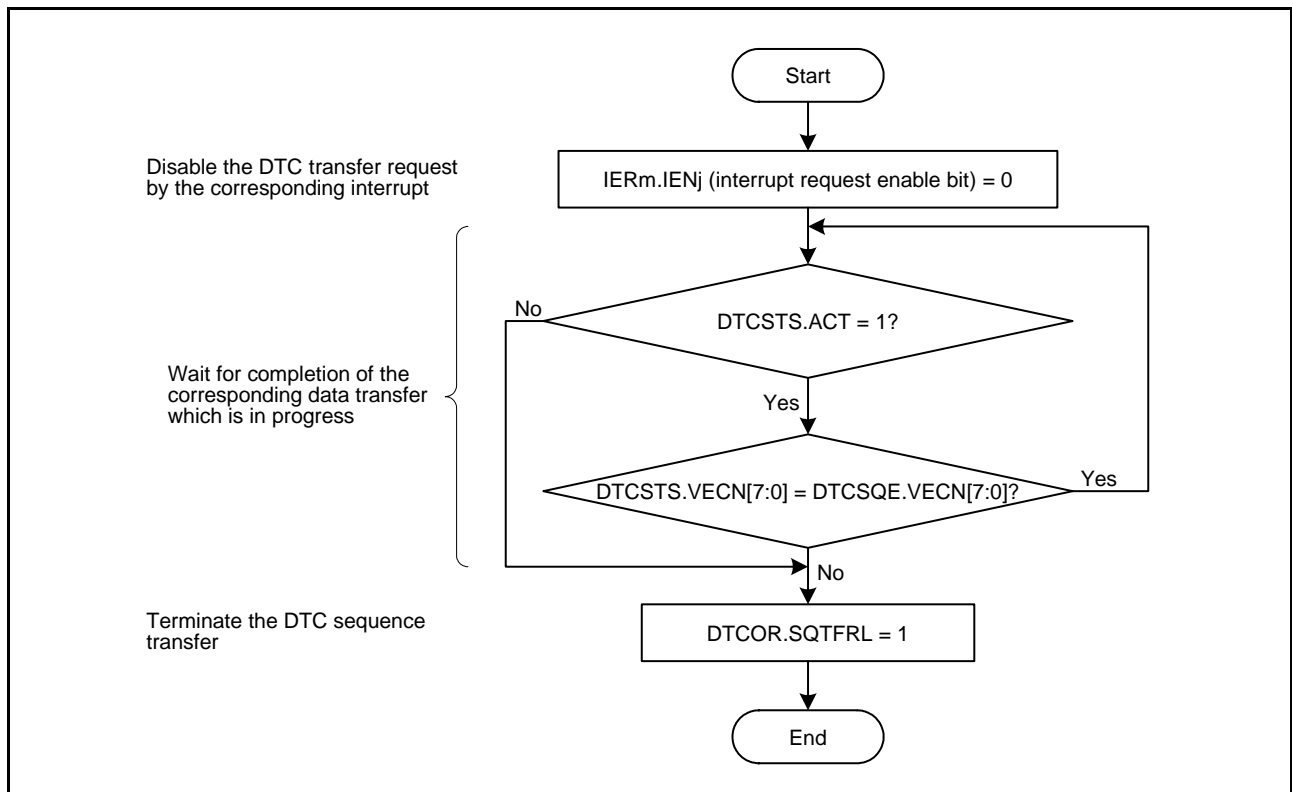 Start
Disable the DTC transfer request
by the corresponding interrupt
IERm.IENj (interrupt request enable bit) = 0
No
DTCSTS.ACT = 1?
Wait for completion of the
corresponding data transfer
which is in progress
Yes
DTCSTS.VECN[7:0] = DTCSQE.VECN[7:0]?
Yes
No
Terminate the DTC sequence
transfer
DTCOR.SQTFRL = 1
End